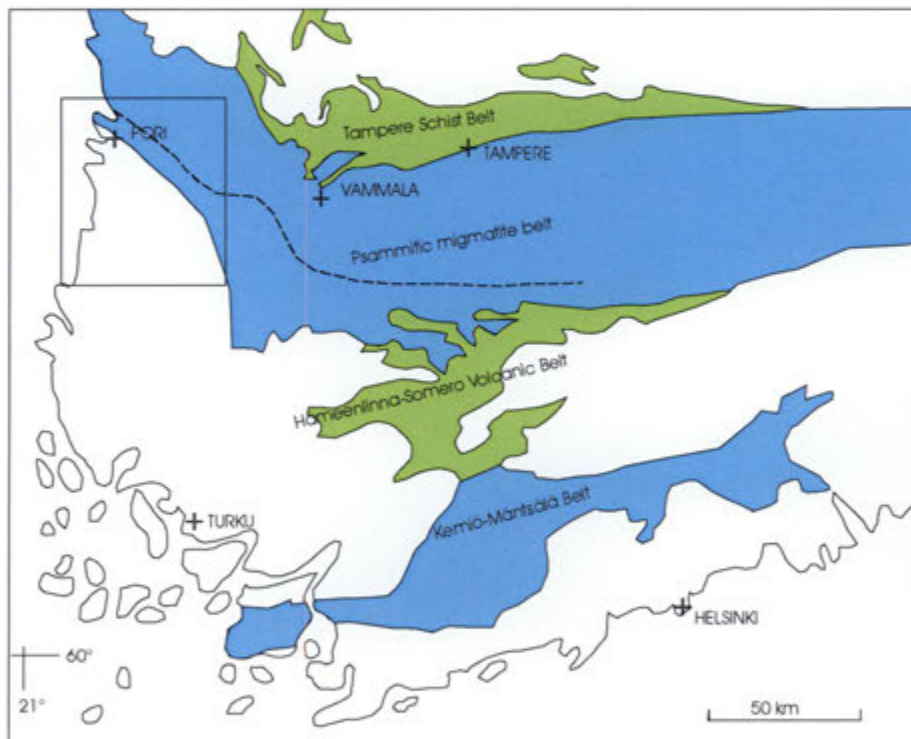 Tampere Schist Belt
PORI
TAMPERE
VAMMALA
Psammitic migmatite belt
Hämeenlinna-Somero Volcanic Belt
Kemiö-Mäntsälä Belt
TURKU
HELSINKI
60°
21°
50 km